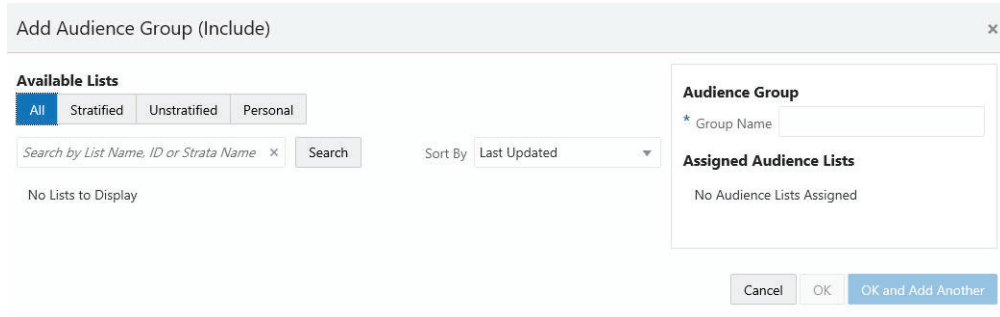 Add Audience Group (Include)
×
Available Lists
All Stratified Unstratified Personal
Search by List Name, ID or Strata Name × Search Sort By Last Updated
No Lists to Display
Audience Group
* Group Name
Assigned Audience Lists
No Audience Lists Assigned
Cancel OK OK and Add Another